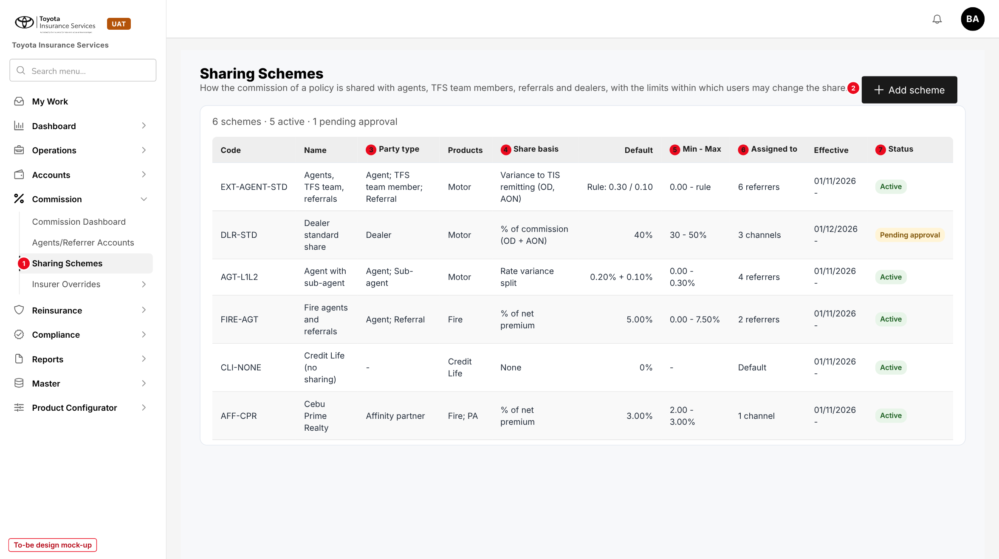 Toyota
Insurance Services
UAT
Toyota Insurance Services
Search menu...
My Work
Dashboard
Operations
Accounts
Commission
Commission Dashboard
Agents/Referrer Accounts
1 Sharing Schemes
Insurer Overrides
Reinsurance
Compliance
Reports
Master
Product Configurator
To-be design mock-up
BA
Sharing Schemes
How the commission of a policy is shared with agents, TFS team members, referrals and dealers, with the limits within which users may change the share.
2
+ Add scheme
6 schemes · 5 active · 1 pending approval
Code Name 3 Party type Products 4 Share basis Default 5 Min - Max 6 Assigned to Effective 7 Status
EXT-AGENT-STD
Agents,
TFS team,
referrals
Agent; TFS
team member;
Referral
Motor
Variance to TIS
remitting (OD,
AON)
Rule: 0.30 / 0.10
0.00 - rule
6 referrers
01/11/2026
-
Active
DLR-STD
Dealer
standard
share
Dealer
Motor
% of commission
(OD + AON)
40%
30 - 50%
3 channels
01/12/2026
-
Pending approval
AGT-L1L2
Agent with
sub-agent
Agent; Sub-
agent
Motor
Rate variance
split
0.20% + 0.10%
0.00 -
0.30%
4 referrers
01/11/2026
-
Active
FIRE-AGT
Fire agents
and
referrals
Agent; Referral
Fire
% of net
premium
5.00%
0.00 - 7.50%
2 referrers
01/11/2026
-
Active
CLI-NONE
Credit Life
(no
sharing)
-
Credit
Life
None
0%
-
Default
01/11/2026
-
Active
AFF-CPR
Cebu
Prime
Realty
Affinity partner
Fire; PA
% of net
premium
3.00%
2.00 -
3.00%
1 channel
01/11/2026
-
Active